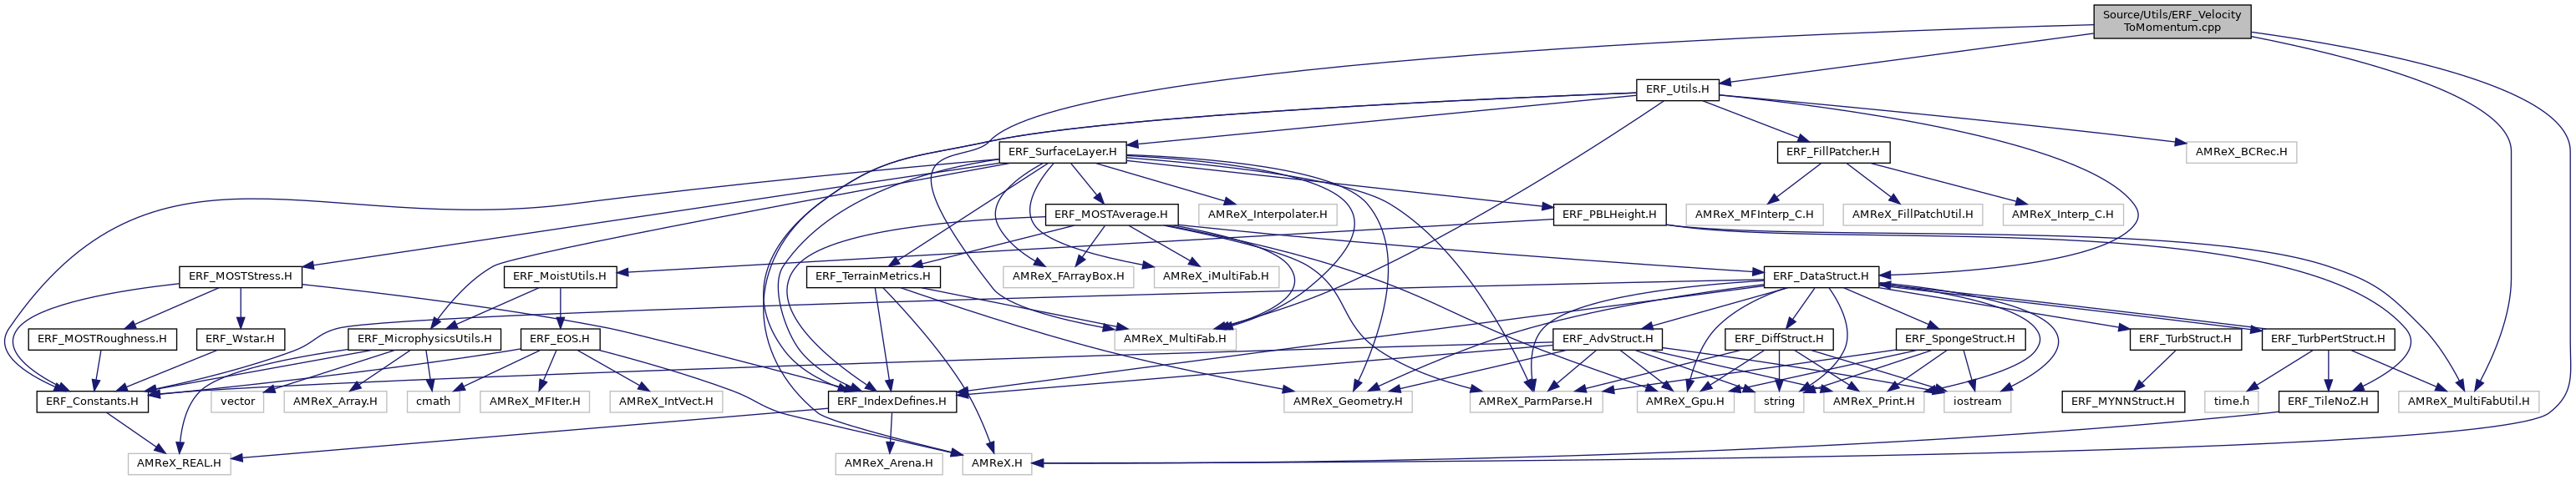 Source/Utils/ERF_Velocity
ToMomentum.cpp
ERF_Utils.H
ERF_SurfaceLayer.H
ERF_FillPatcher.H
AMReX_BCRec.H
ERF_MOSTAverage.H
AMReX_Interpolater.H
ERF_PBLHeight.H
AMReX_MFInterp_C.H
AMReX_FillPatchUtil.H
AMReX_Interp_C.H
ERF_MOSTStress.H
ERF_MoistUtils.H
ERF_TerrainMetrics.H
AMReX_FArrayBox.H
AMReX_iMultiFab.H
ERF_DataStruct.H
ERF_MOSTRoughness.H
ERF_Wstar.H
ERF_MicrophysicsUtils.H
ERF_EOS.H
AMReX_MultiFab.H
ERF_AdvStruct.H
ERF_DiffStruct.H
ERF_SpongeStruct.H
ERF_TurbStruct.H
ERF_TurbPertStruct.H
ERF_Constants.H
vector
AMReX_Array.H
cmath
AMReX_MFIter.H
AMReX_IntVect.H
ERF_IndexDefines.H
AMReX_Geometry.H
AMReX_ParmParse.H
AMReX_Gpu.H
string
AMReX_Print.H
iostream
ERF_MYNNStruct.H
time.h
ERF_TileNoZ.H
AMReX_MultiFabUtil.H
AMReX_REAL.H
AMReX_Arena.H
AMReX.H